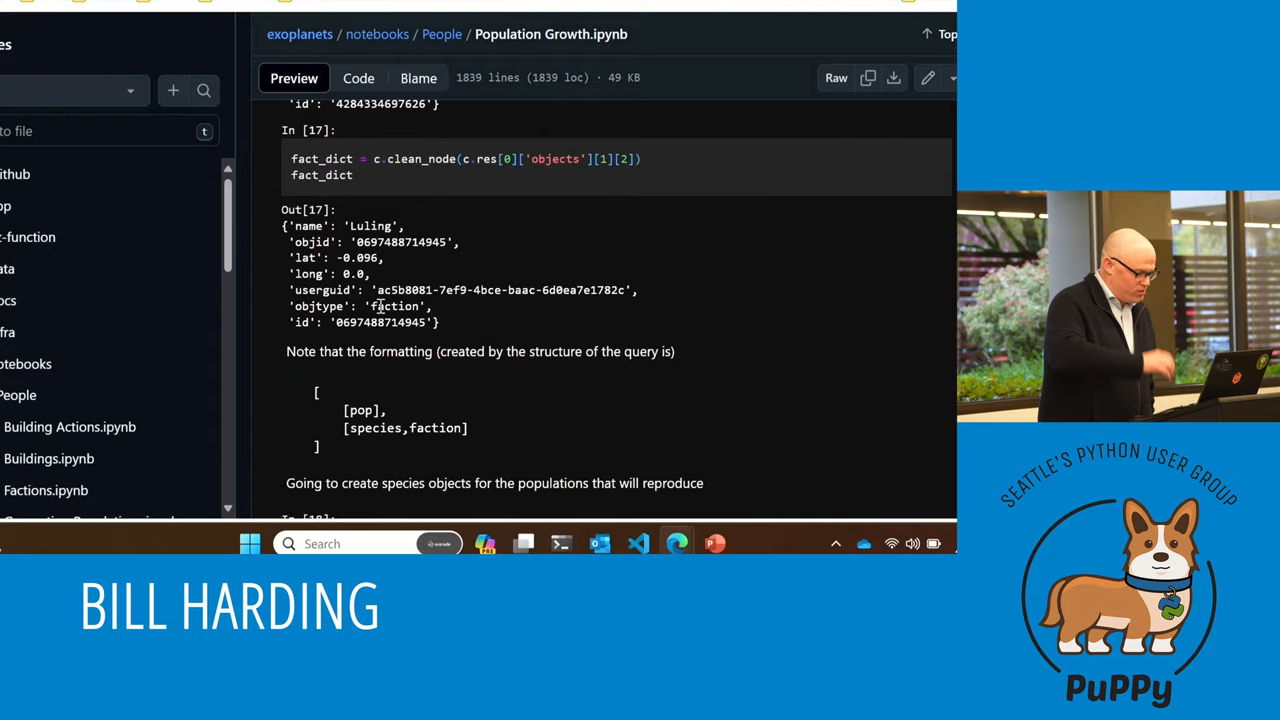 es
exoplanets / notebooks / People / Population Growth.ipynb
↑ Top
Preview Code Blame 1839 lines (1839 loc) · 49 KB Raw
to file t
'id': '4284334697626'}
In [17]:
fact_dict = c.clean_node(c.res[0]['objects'][1][2])
fact_dict
Out[17]:
{'name': 'Luling',
'objid': '0697488714945',
'lat': -0.096,
'long': 0.0,
'userguid': 'ac5b8081-7ef9-4bce-baac-6d0ea7e1782c',
'objtype': 'faction',
'id': '0697488714945'}
Note that the formatting (created by the structure of the query is)
[
[pop],
[species,faction]
]
Going to create species objects for the populations that will reproduce
ithub
pp
z-function
ata
ocs
nfra
otebooks
People
Building Actions.ipynb
Buildings.ipynb
Factions.ipynb
Search
PRE
BILL HARDING
SEATTLE'S PYTHON USER GROUP
PuPPy